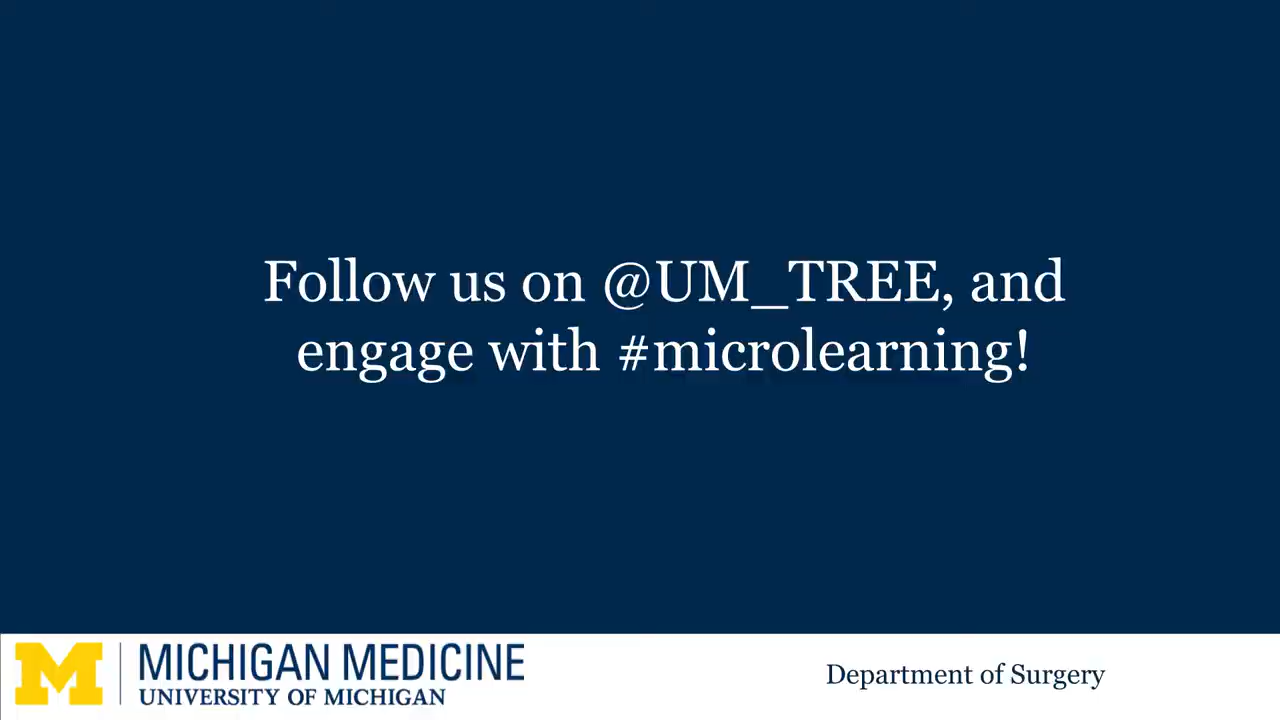 Follow us on @UM_TREE, and
engage with #microlearning!
M
MICHIGAN MEDICINE
UNIVERSITY OF MICHIGAN
Department of Surgery